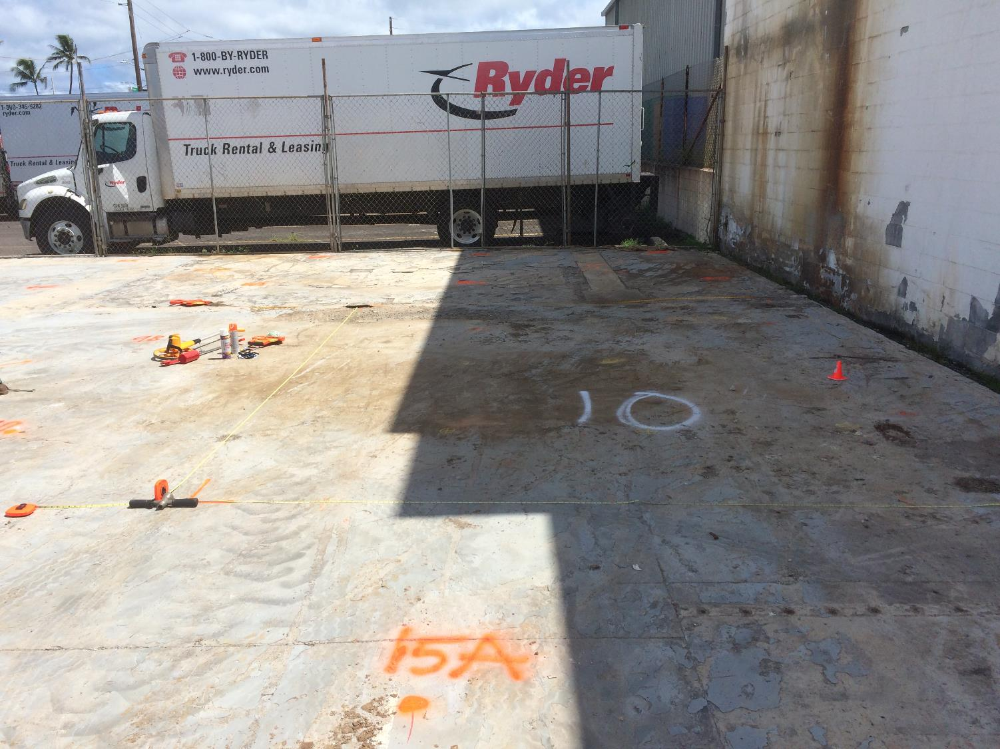 1-800-BY-RYDER
www.ryder.com
Ryder
Truck Rental & Leasing
1-800-345-9282
ryder.com
Truck Rental & Leasing
Ryder
10
15A